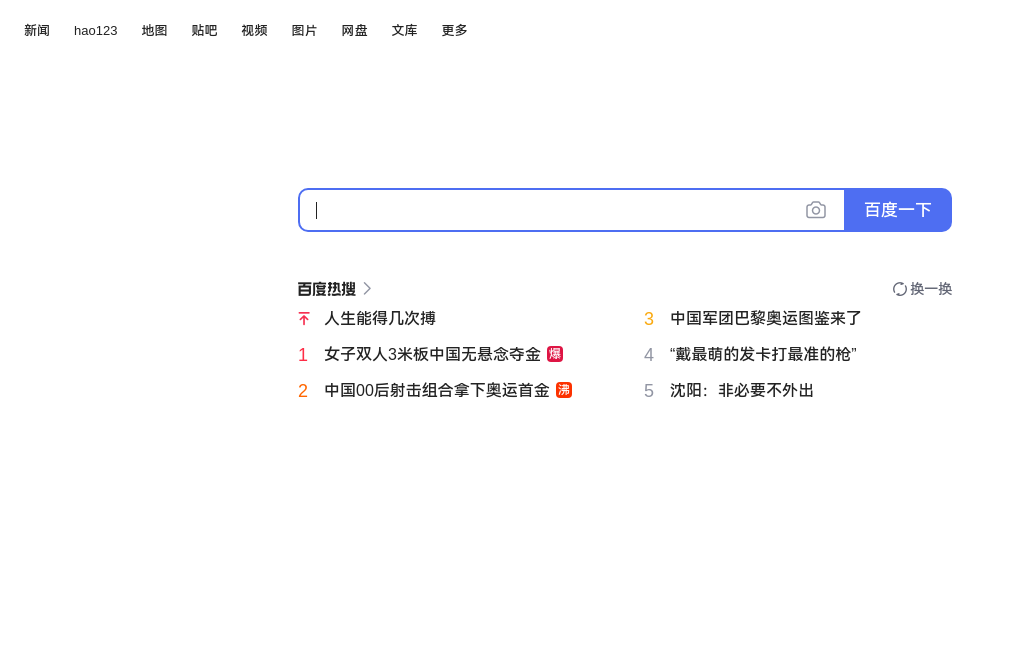 新闻 hao123 地图 贴吧 视频 图片 网盘 文库 更多
百度一下
百度热搜
换一换
人生能得几次搏
1 女子双人3米板中国无悬念夺金 爆
2 中国00后射击组合拿下奥运首金 沸
3 中国军团巴黎奥运图鉴来了
4 “戴最萌的发卡打最准的枪”
5 沈阳：非必要不外出